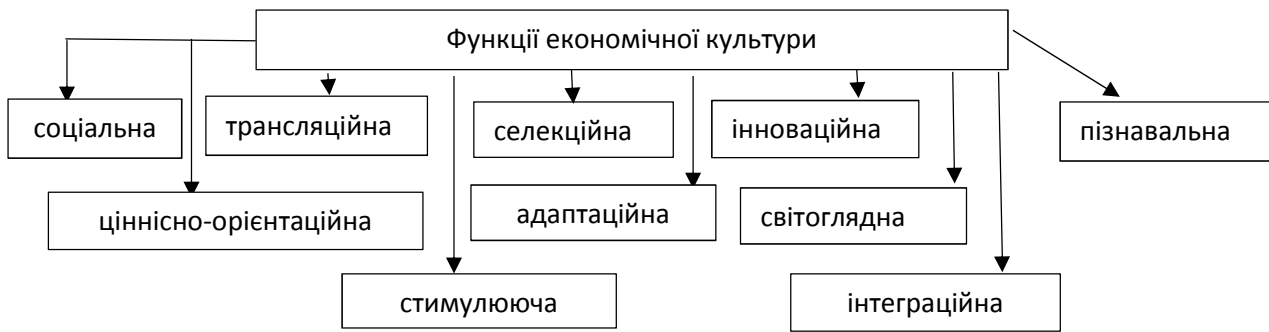 Функції економічної культури
соціальна
трансляційна
селекційна
інноваційна
пізнавальна
ціннісно-орієнтаційна
адаптаційна
світоглядна
стимулююча
інтеграційна